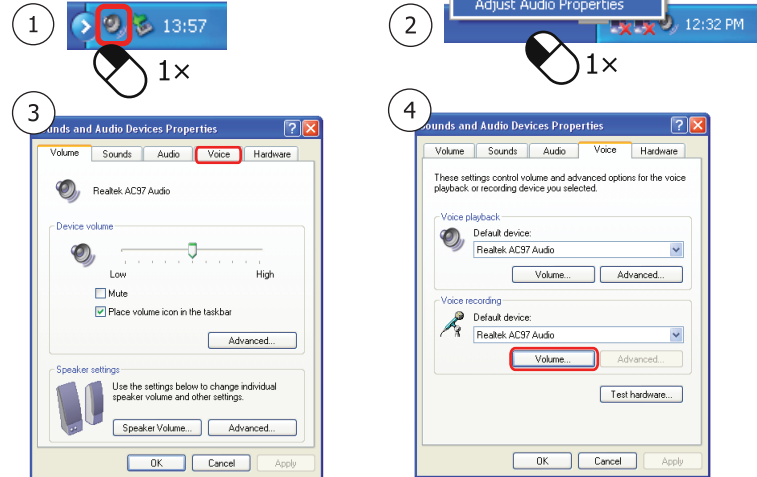 1
13:57
1×
2
Adjust Audio Properties
12:32 PM
1×
3
unds and Audio Devices Properties
Volume Sounds Audio Voice Hardware
Realtek AC97 Audio
Device volume
Low High
Mute
Place volume icon in the taskbar
Advanced...
Speaker settings
Use the settings below to change individual
speaker volume and other settings.
Speaker Volume... Advanced...
OK Cancel Apply
4
ounds and Audio Devices Properties
Volume Sounds Audio Voice Hardware
These settings control volume and advanced options for the voice
playback or recording device you selected.
Voice playback
Default device:
Realtek AC97 Audio
Volume... Advanced...
Voice recording
Default device:
Realtek AC97 Audio
Volume... Advanced...
Test hardware...
OK Cancel Apply